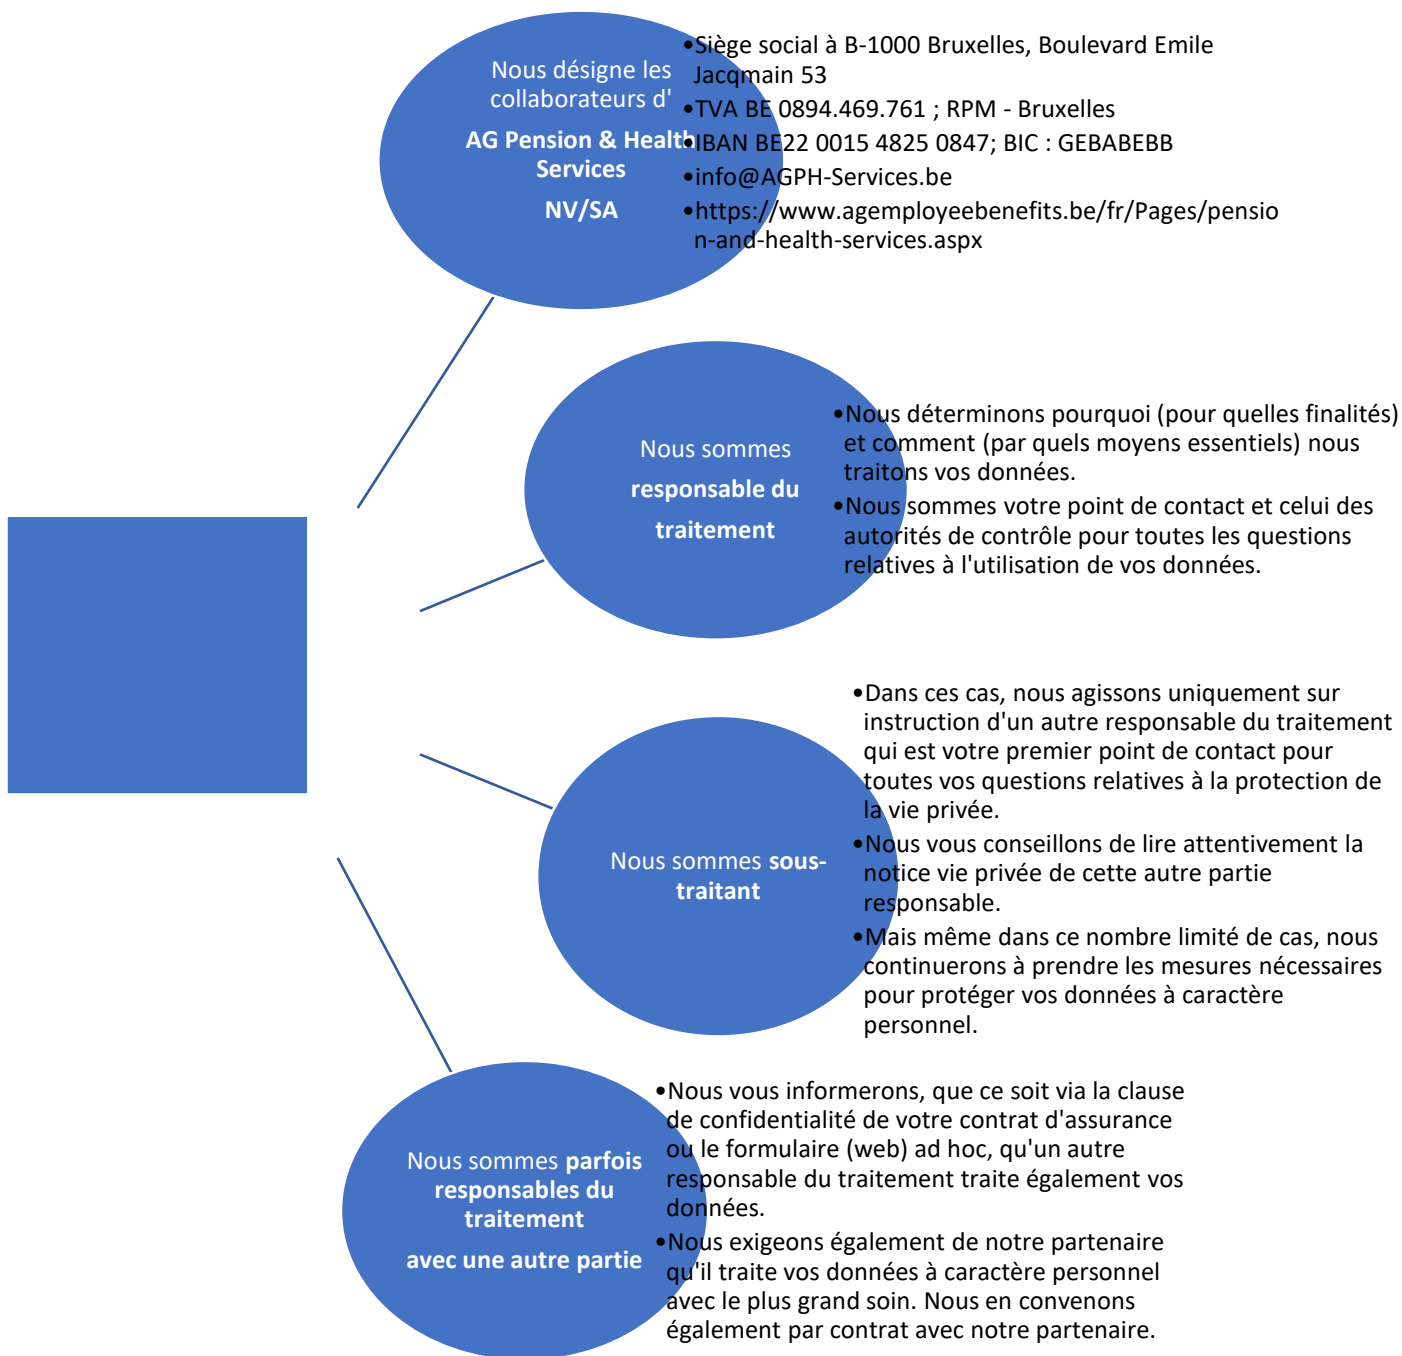 Nous désigne les
collaborateurs d'
AG Pension & Health
Services
NV/SA
•Siège social à B-1000 Bruxelles, Boulevard Emile
Jacqmain 53
•TVA BE 0894.469.761 ; RPM - Bruxelles
•IBAN BE22 0015 4825 0847; BIC : GEBABEBB
•info@AGPH-Services.be
•https://www.agemployeebenefits.be/fr/Pages/pensio
n-and-health-services.aspx
Nous sommes
responsable du
traitement
•Nous déterminons pourquoi (pour quelles finalités)
et comment (par quels moyens essentiels) nous
traitons vos données.
•Nous sommes votre point de contact et celui des
autorités de contrôle pour toutes les questions
relatives à l'utilisation de vos données.
Nous sommes sous-
traitant
•Dans ces cas, nous agissons uniquement sur
instruction d'un autre responsable du traitement
qui est votre premier point de contact pour
toutes vos questions relatives à la protection de
la vie privée.
•Nous vous conseillons de lire attentivement la
notice vie privée de cette autre partie
responsable.
•Mais même dans ce nombre limité de cas, nous
continuerons à prendre les mesures nécessaires
pour protéger vos données à caractère
personnel.
Nous sommes parfois
responsables du
traitement
avec une autre partie
•Nous vous informerons, que ce soit via la clause
de confidentialité de votre contrat d'assurance
ou le formulaire (web) ad hoc, qu'un autre
responsable du traitement traite également vos
données.
•Nous exigeons également de notre partenaire
qu'il traite vos données à caractère personnel
avec le plus grand soin. Nous en convenons
également par contrat avec notre partenaire.